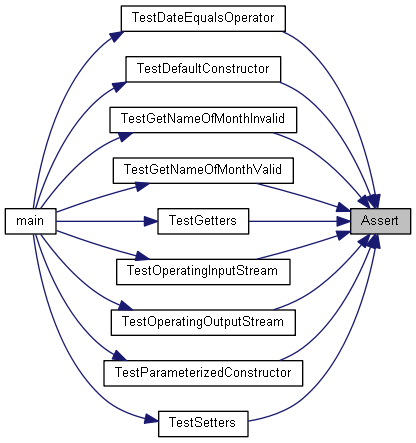 TestDateEqualsOperator
TestDefaultConstructor
TestGetNameOfMonthInvalid
TestGetNameOfMonthValid
main
TestGetters
Assert
TestOperatingInputStream
TestOperatingOutputStream
TestParameterizedConstructor
TestSetters